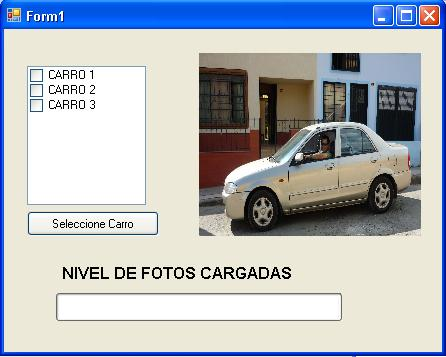 Form1
CARRO 1
CARRO 2
CARRO 3
Seleccione Carro
NIVEL DE FOTOS CARGADAS